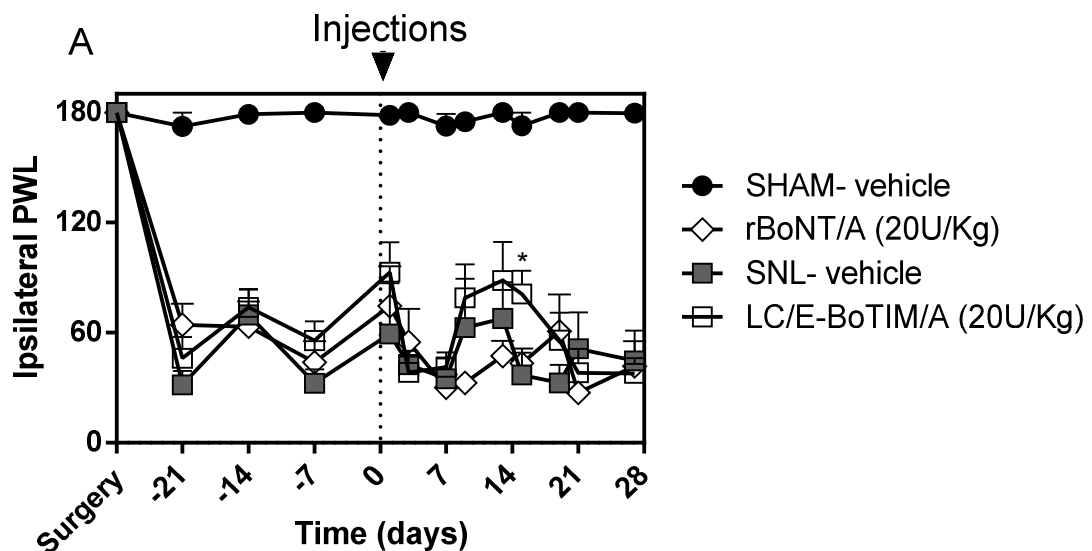 A
Injections
Ipsilateral PWL
180
120
60
0
Surgery
-21
-14
-7
0
7
14
21
28
Time (days)
*
SHAM- vehicle
rBoNT/A (20U/Kg)
SNL- vehicle
LC/E-BoTIM/A (20U/Kg)